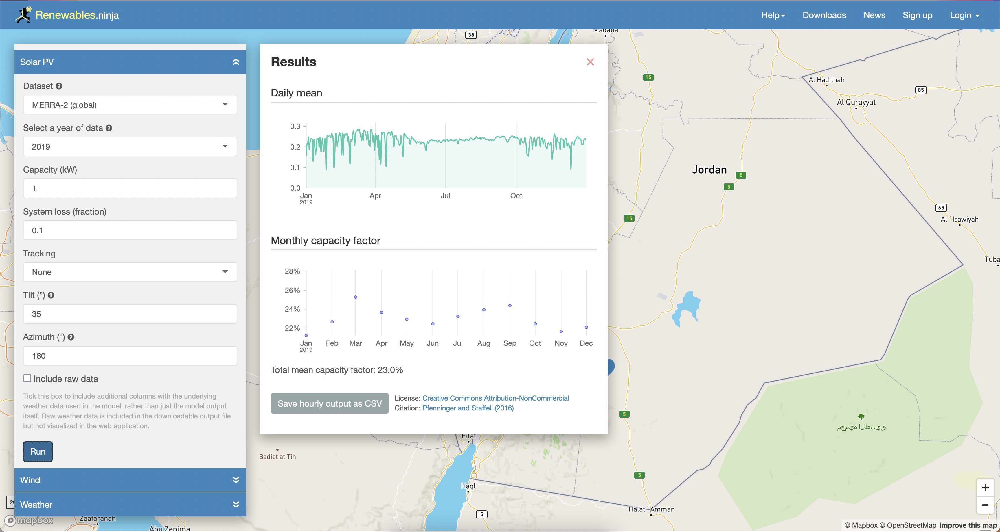 Renewables.ninja
Help
Downloads
News
Sign up
Login
Solar PV
Dataset
MERRA-2 (global)
Select a year of data
2019
Capacity (kW)
1
System loss (fraction)
0.1
Tracking
None
Tilt (°)
35
Azimuth (°)
180
Include raw data
Tick this box to include additional columns with the underlying
weather data used in the model, rather than just the model output
itself. Raw weather data is included in the downloadable output file
but not visualized in the web application.
Run
Wind
Weather
Results
Daily mean
0.3
0.2
0.1
0.0
Jan Apr Jul Oct
2019
Monthly capacity factor
28%
26%
24%
22%
Jan Feb Mar Apr May Jun Jul Aug Sep Oct Nov Dec
2019
Total mean capacity factor: 23.0%
Save hourly output as CSV
License: Creative Commons Attribution-NonCommercial
Citation: Pfenninger and Staffell (2016)
38
Madaba
15
Al Hadithah
85
Al Qurayyat
Jordan
5
5
65
Al `Isawiyah
15
Tuba
5
محمية الطبيق
Eilat
Badiet at Tih
5
Haql
Halat `Ammar
5
Zaafaranah
Abu Zenima
20
mapbox
+
−
© Mapbox © OpenStreetMap Improve this map